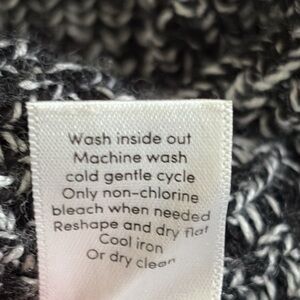 Wash inside out
Machine wash
cold gentle cycle
Only non-chlorine
bleach when needed
Reshape and dry flat
Cool iron
Or dry clean